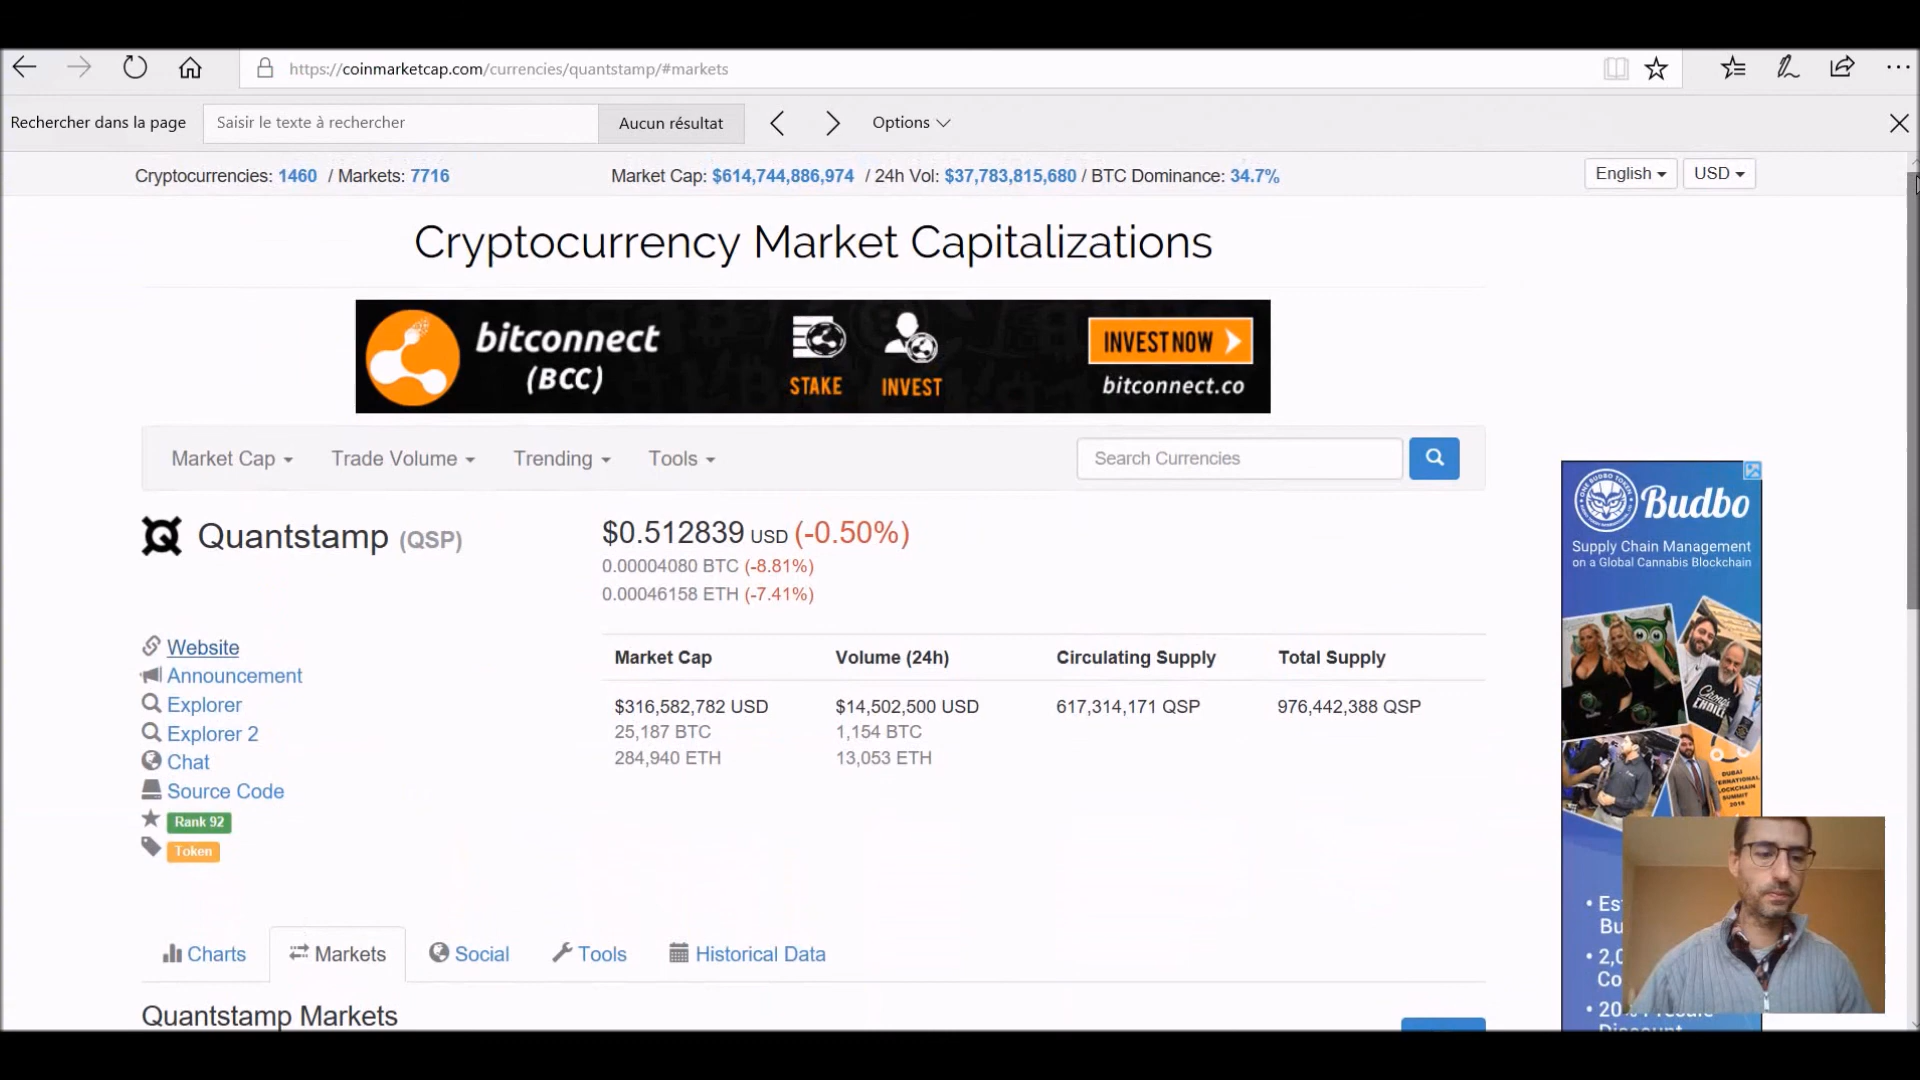 https://coinmarketcap.com/currencies/quantstamp/#markets
Rechercher dans la page
Saisir le texte à rechercher
Aucun résultat
Options
Cryptocurrencies: 1460 / Markets: 7716
Market Cap: $614,744,886,974 / 24h Vol: $37,783,815,680 / BTC Dominance: 34.7%
English
USD
Cryptocurrency Market Capitalizations
bitconnect
(BCC)
STAKE
INVEST
INVEST NOW
bitconnect.co
Market Cap
Trade Volume
Trending
Tools
Search Currencies
Quantstamp (QSP)
$0.512839 USD (-0.50%)
0.00004080 BTC (-8.81%)
0.00046158 ETH (-7.41%)
Website
Announcement
Explorer
Explorer 2
Chat
Source Code
Rank 92
Token
Market Cap
Volume (24h)
Circulating Supply
Total Supply
$316,582,782 USD
$14,502,500 USD
617,314,171 QSP
976,442,388 QSP
25,187 BTC
1,154 BTC
284,940 ETH
13,053 ETH
Budbo
Supply Chain Management
on a Global Cannabis Blockchain
DUBAI
BLOCKCHAIN
SUMMIT
Charts
Markets
Social
Tools
Historical Data
Quantstamp Markets